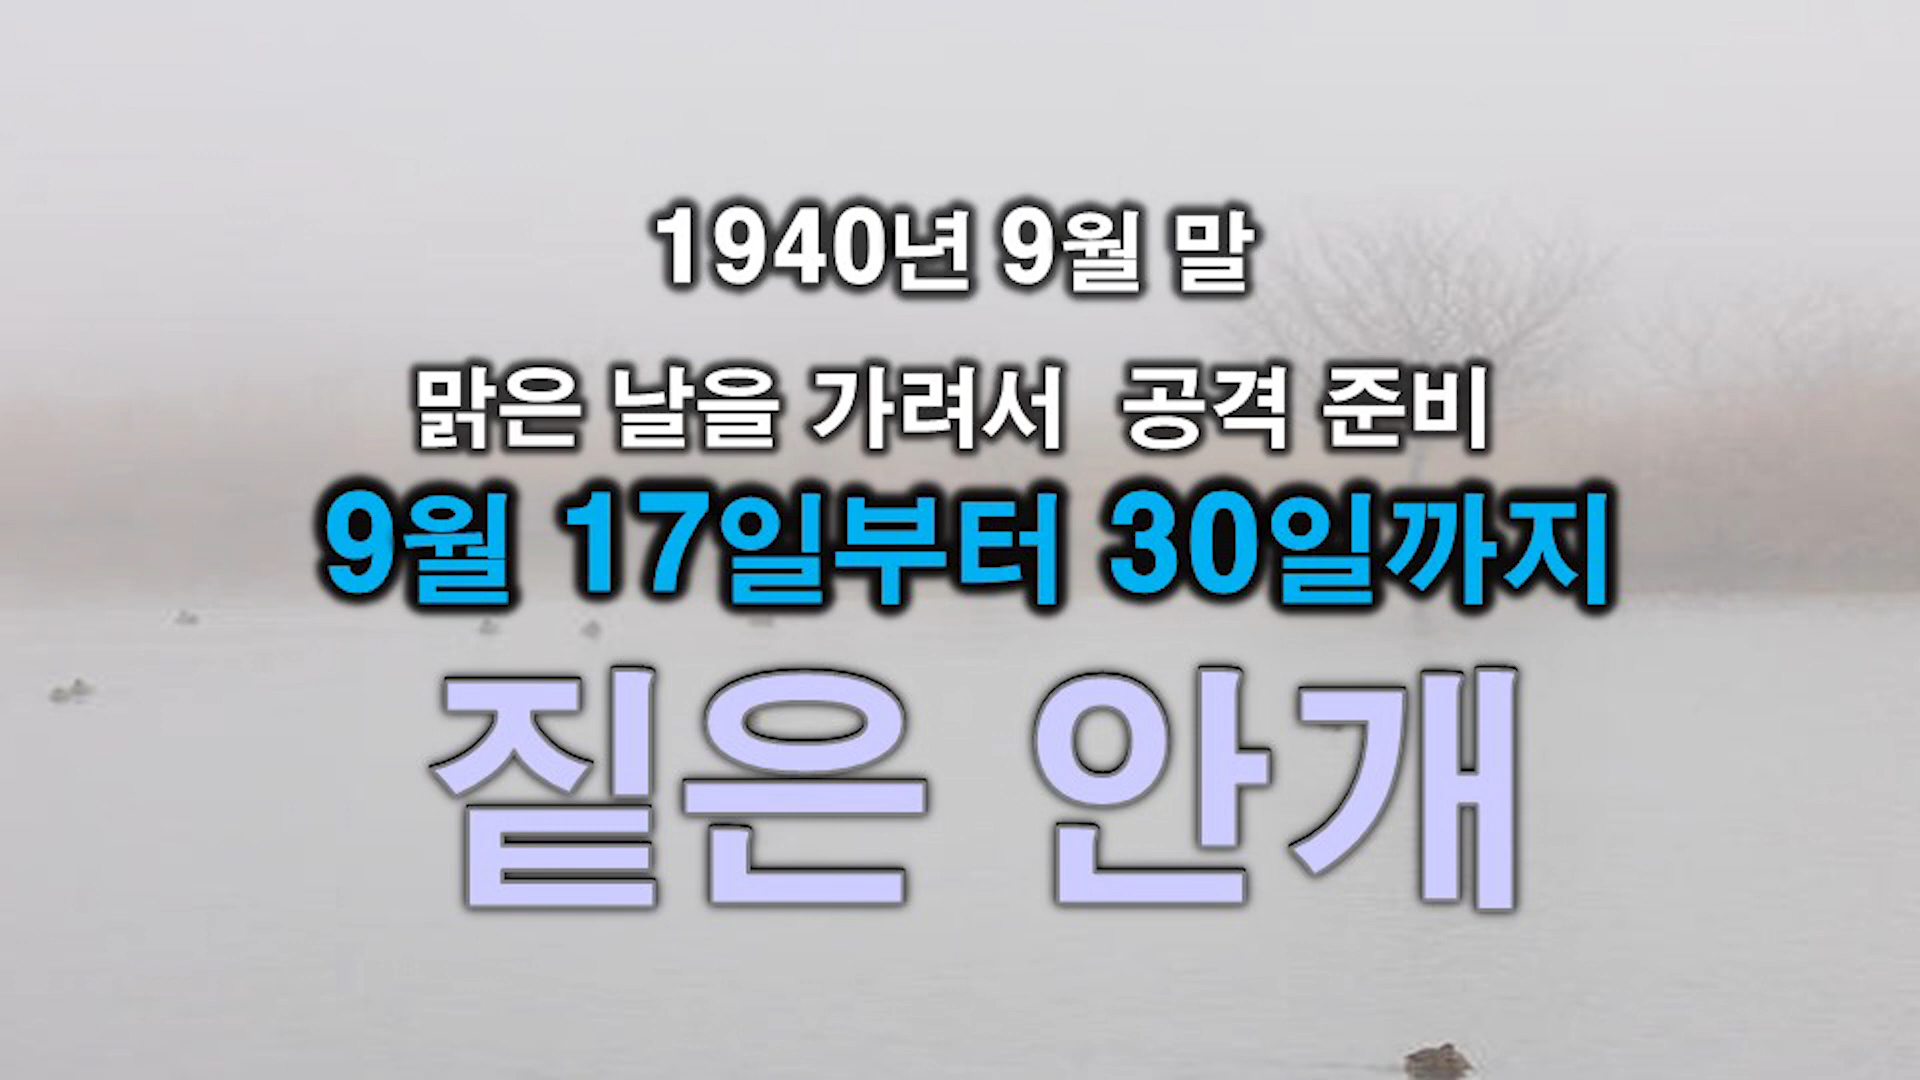 1940년 9월 말
맑은 날을 가려서 공격 준비
9월 17일부터 30일까지
짙은 안개